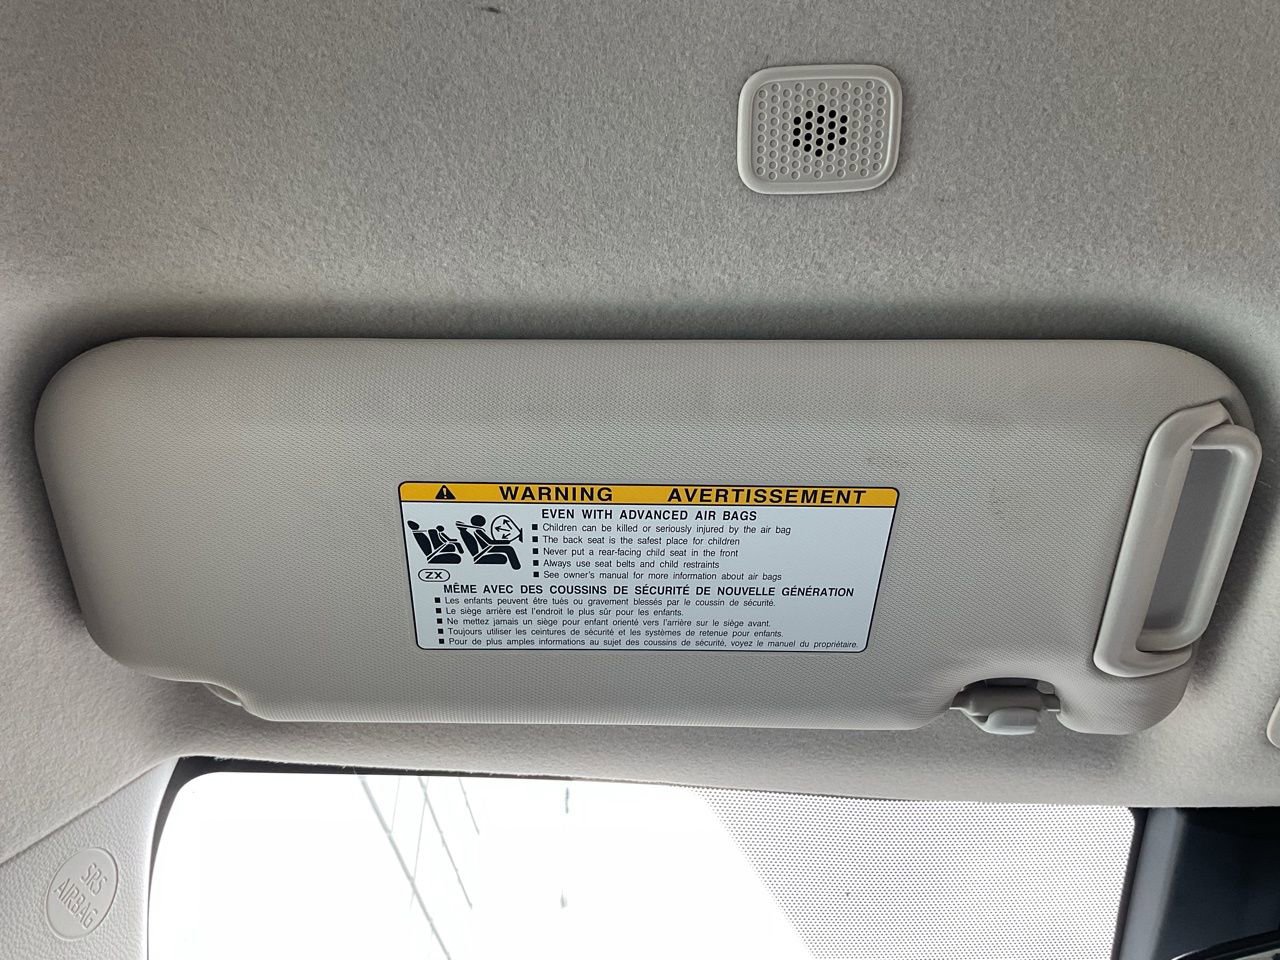 WARNING AVERTISSEMENT
EVEN WITH ADVANCED AIR BAGS
Children can be killed or seriously injured by the air bag
The back seat is the safest place for children
Never put a rear-facing child seat in the front
Always use seat belts and child restraints
See owner's manual for more information about air bags
ZX
MÊME AVEC DES COUSSINS DE SÉCURITÉ DE NOUVELLE GÉNÉRATION
Les enfants peuvent être tués ou gravement blessés par le coussin de sécurité.
Le siège arrière est l'endroit le plus sûr pour les enfants.
Ne mettez jamais un siège pour enfant orienté vers l'arrière sur le siège avant.
Toujours utiliser les ceintures de sécurité et les systèmes de retenue pour enfants.
Pour de plus amples informations au sujet des coussins de sécurité, voyez le manuel du propriétaire.
SRS
AIRBAG